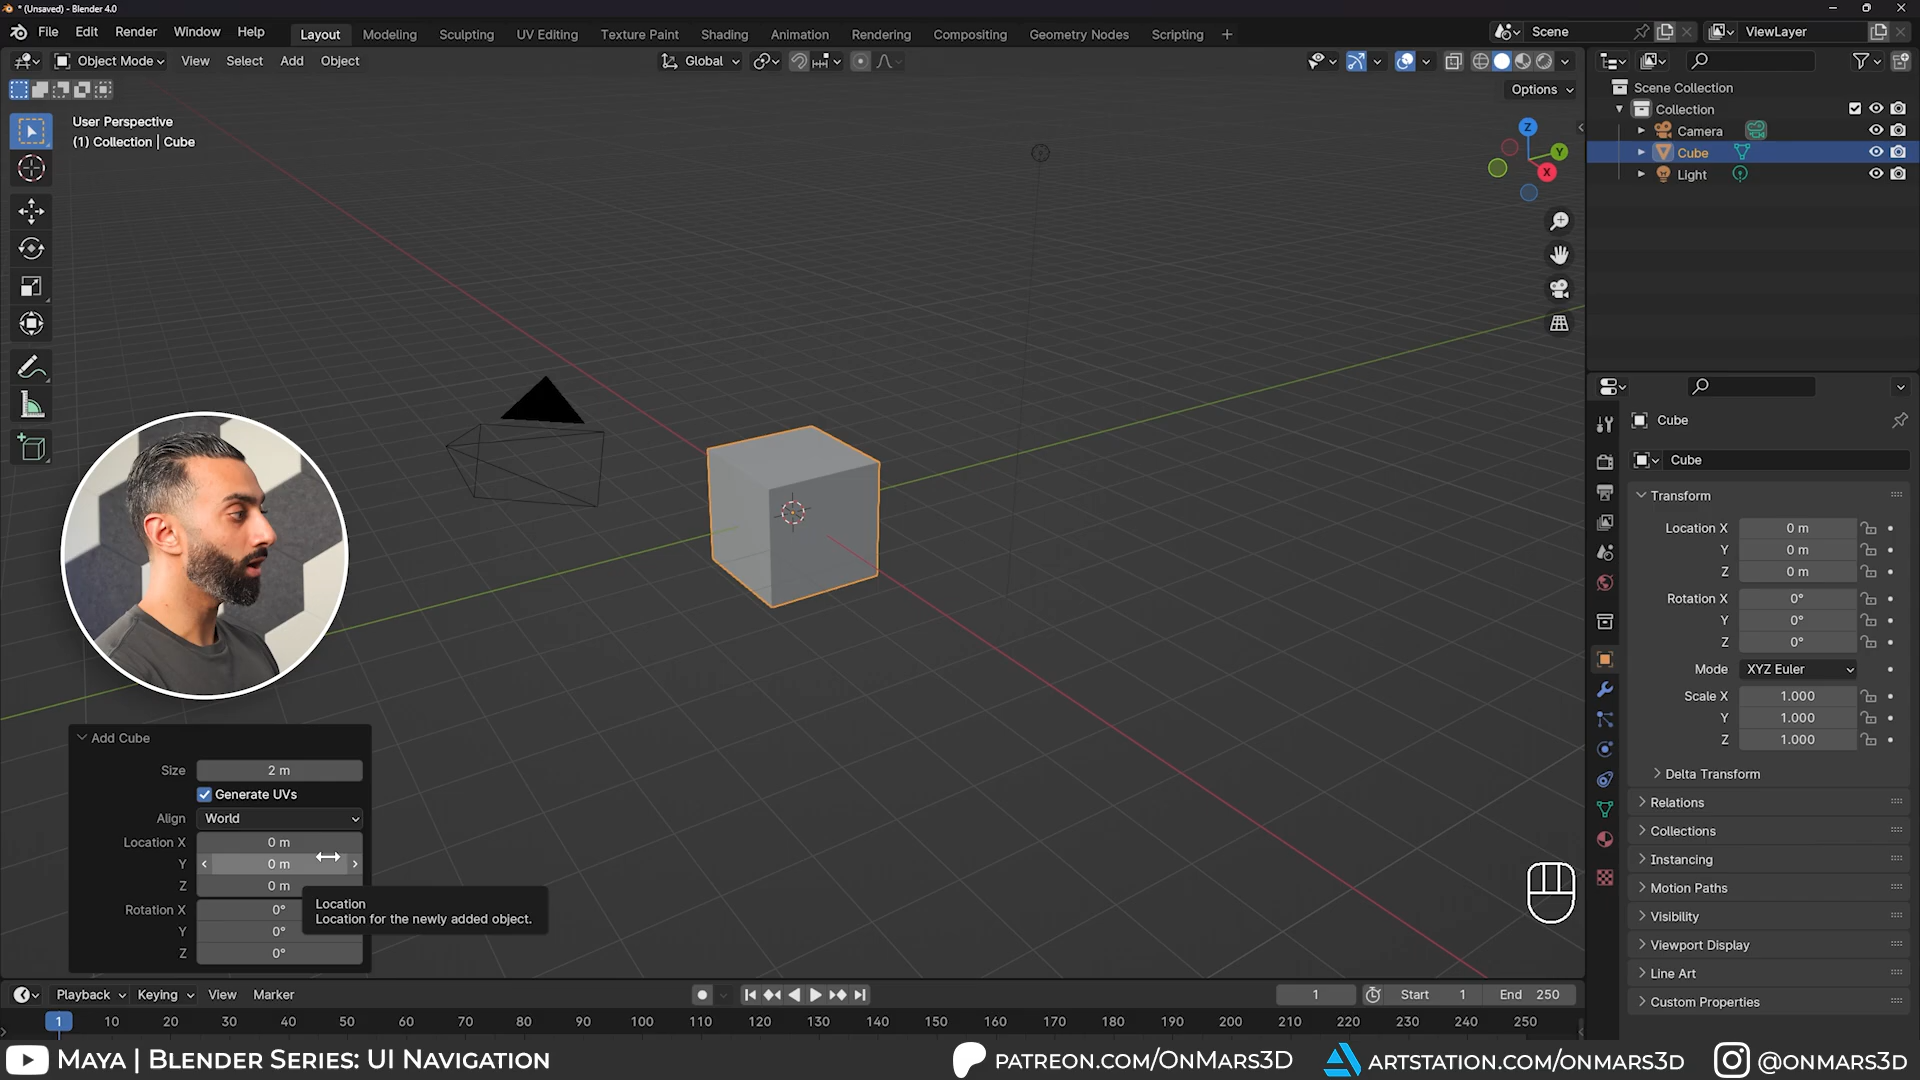 * (Unsaved) - Blender 4.0
File Edit Render Window Help Layout Modeling Sculpting UV Editing Texture Paint Shading Animation Rendering Compositing Geometry Nodes Scripting + Scene ViewLayer
Object Mode View Select Add Object Global
Options
User Perspective
(1) Collection | Cube
Z
Y
X
Scene Collection
Collection
Camera
Cube
Light
Cube
Cube
Transform
Location X 0 m
Y 0 m
Z 0 m
Rotation X 0°
Y 0°
Z 0°
Mode XYZ Euler
Scale X 1.000
Y 1.000
Z 1.000
Delta Transform
Relations
Collections
Instancing
Motion Paths
Visibility
Viewport Display
Line Art
Custom Properties
Add Cube
Size 2 m
Generate UVs
Align World
Location X 0 m
Y 0 m
Z 0 m
Rotation X 0°
Y 0°
Z 0°
Location
Location for the newly added object.
Playback Keying View Marker 1 Start 1 End 250
1 10 20 30 40 50 60 70 80 90 100 110 120 130 140 150 160 170 180 190 200 210 220 230 240 250
Maya | Blender Series: UI Navigation patreon.com/OnMars3D artstation.com/onmars3d @onmars3d